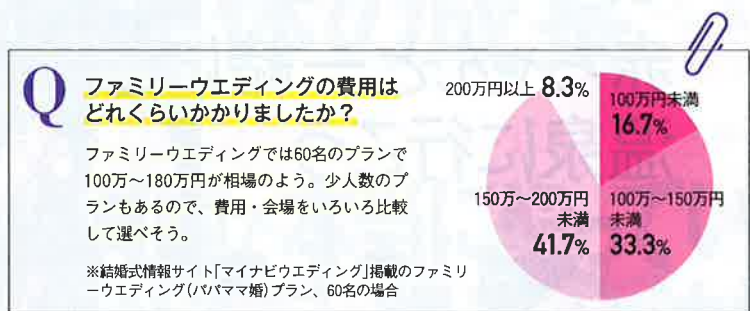 Q
ファミリーウエディングの費用は
どれくらいかかりましたか？
ファミリーウエディングでは60名のプランで
100万〜180万円が相場のよう。少人数のプ
ランもあるので、費用・会場をいろいろ比較
して選べそう。
※結婚式情報サイト「マイナビウエディング」掲載のファミリ
ーウエディング(パパママ婚)プラン、60名の場合
200万円以上 8.3%
100万円未満
16.7%
150万〜200万円
未満
41.7%
100万〜150万円
未満
33.3%